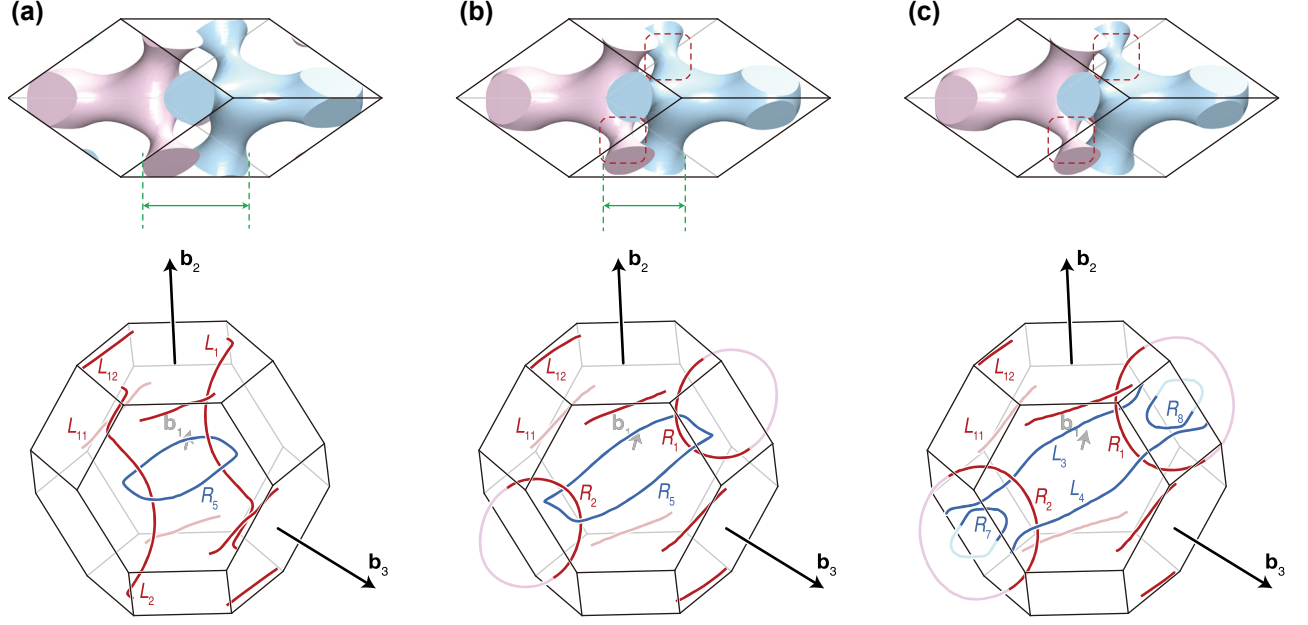 (a) (b) (c)
b2 b2 b2
L1
L12 L12 L12
L11 b1 L11 b1 R1 L11 b1 R8 R1
L3
R5 R2 R5 R2 L4
R7
b3 b3 b3
L2